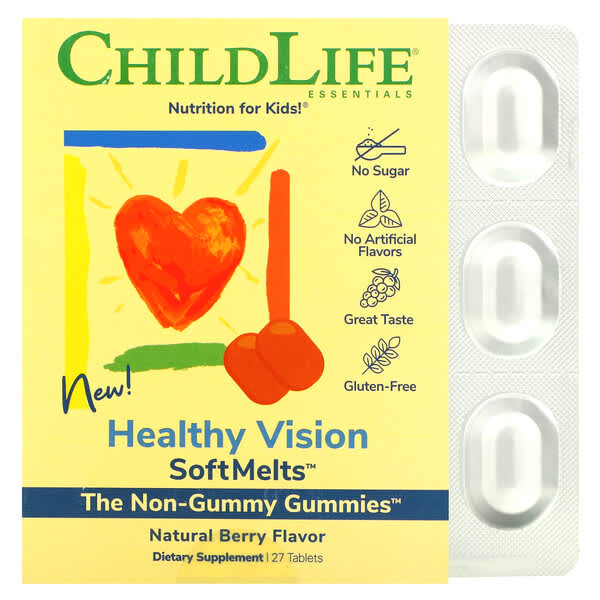 CHILDLIFE®
ESSENTIALS
Nutrition for Kids!®
No Sugar
No Artificial
Flavors
Great Taste
Gluten-Free
New!
Healthy Vision
SoftMelts™
The Non-Gummy Gummies™
Natural Berry Flavor
Dietary Supplement | 27 Tablets